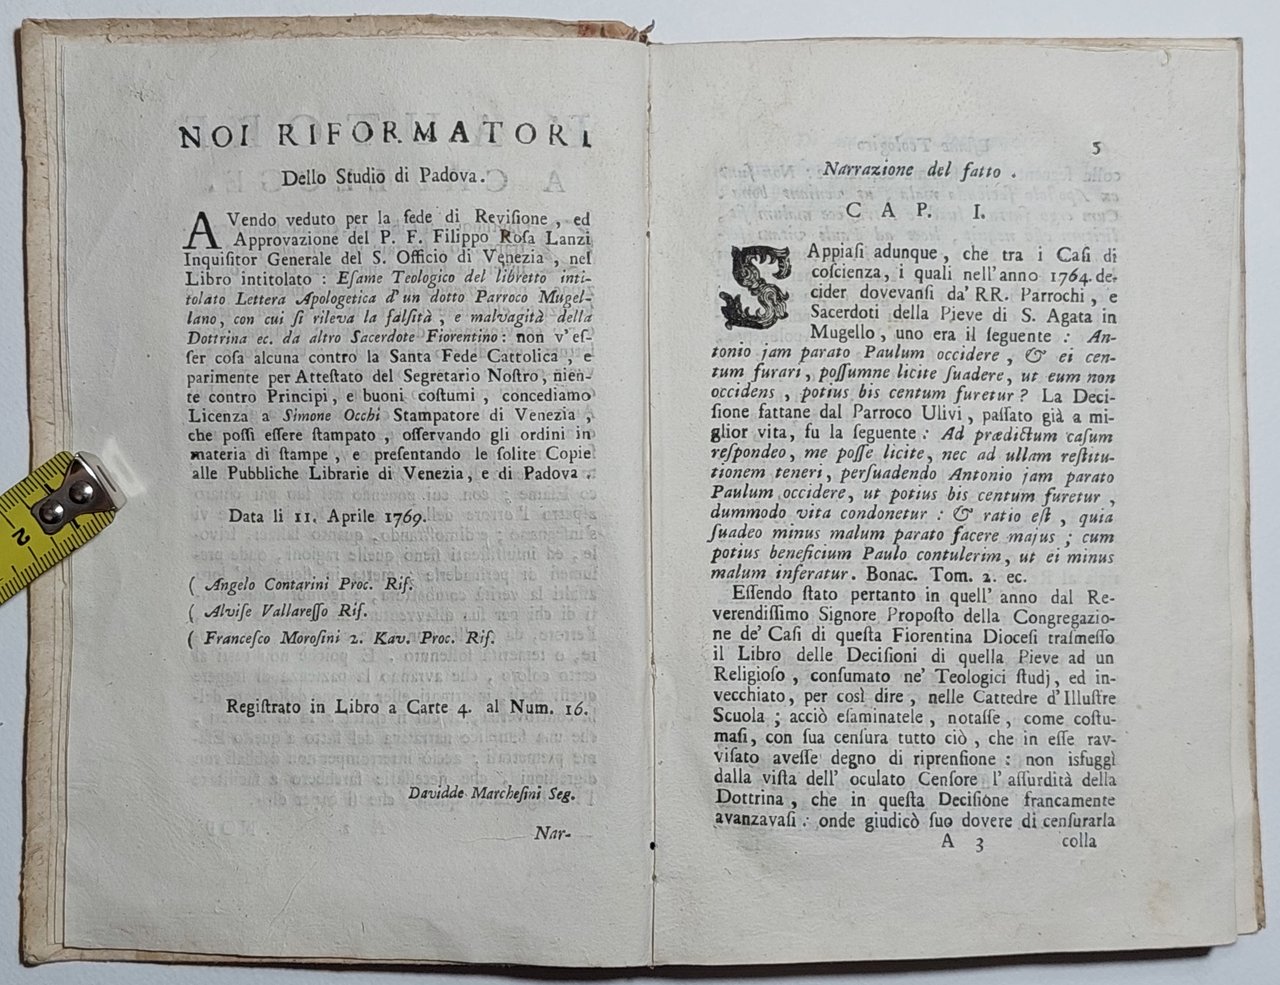 NOI RIFORMATORI
Dello Studio di Padova.
AVendo veduto per la fede di Reviſione, ed
Approvazione del P. F. Filippo Roſa Lanzi
Inquiſitor Generale del S. Officio di Venezia, nel
Libro intitolato: Eſame Teologico del libretto inti-
tolato Lettera Apologetica d'un dotto Parroco Mugel-
lano, con cui ſi rileva la falſità, e malvagità della
Dottrina ec. da altro Sacerdote Fiorentino: non v'eſ-
ſer coſa alcuna contro la Santa Fede Cattolica, e
parimente per Atteſtato del Segretario Noſtro, nien-
te contro Principi, e buoni coſtumi, concediamo
Licenza a Simone Occhi Stampatore di Venezia,
che poſſi eſſere ſtampato, oſſervando gli ordini in
materia di ſtampe, e preſentando le ſolite Copie
alle Pubbliche Librarie di Venezia, e di Padova.
Data li 11. Aprile 1769.
( Angelo Contarini Proc. Rif.
( Alviſe Vallareſſo Rif.
( Franceſco Moroſini 2. Kav. Proc. Rif.
Regiſtrato in Libro a Carte 4. al Num. 16.
Davidde Marcheſini Seg.
Nar-
2
5
Narrazione del fatto.
CAP. I.
SAppiaſi adunque, che tra i Caſi di
coſcienza, i quali nell'anno 1764. de-
cider dovevanſi da' RR. Parrochi, e
Sacerdoti della Pieve di S. Agata in
Mugello, uno era il ſeguente: An-
tonio jam parato Paulum occidere, & ei cen-
tum furari, poſſumne licite ſuadere, ut eum non
occidens, potius bis centum furetur? La Deci-
ſione fattane dal Parroco Ulivi, paſſato già a mi-
glior vita, fu la ſeguente: Ad prædictum caſum
reſpondeo, me poſſe licite, nec ad ullam reſtitu-
tionem teneri, perſuadendo Antonio jam parato
Paulum occidere, ut potius bis centum furetur,
dummodo vita condonetur: & ratio eſt, quia
ſuadeo minus malum parato facere majus; cum
potius beneficium Paulo contulerim, ut ei minus
malum inferatur. Bonac. Tom. 2. ec.
Eſſendo ſtato pertanto in quell' anno dal Re-
verendiſſimo Signore Propoſto della Congregazio-
ne de' Caſi di queſta Fiorentina Diocesi traſmeſſo
il Libro delle Deciſioni di quella Pieve ad un
Religioſo, conſumato ne' Teologici ſtudj, ed in-
vecchiato, per così dire, nelle Cattedre d'Illuſtre
Scuola; acciò eſaminatele, notaſſe, come coſtu-
maſi, con ſua cenſura tutto ciò, che in eſſe rav-
viſato aveſſe degno di riprenſione: non isfuggì
dalla viſta dell' oculato Cenſore l'aſſurdità della
Dottrina, che in queſta Deciſione francamente
avanzavaſi: onde giudicò ſuo dovere di cenſurarla
A 3 colla